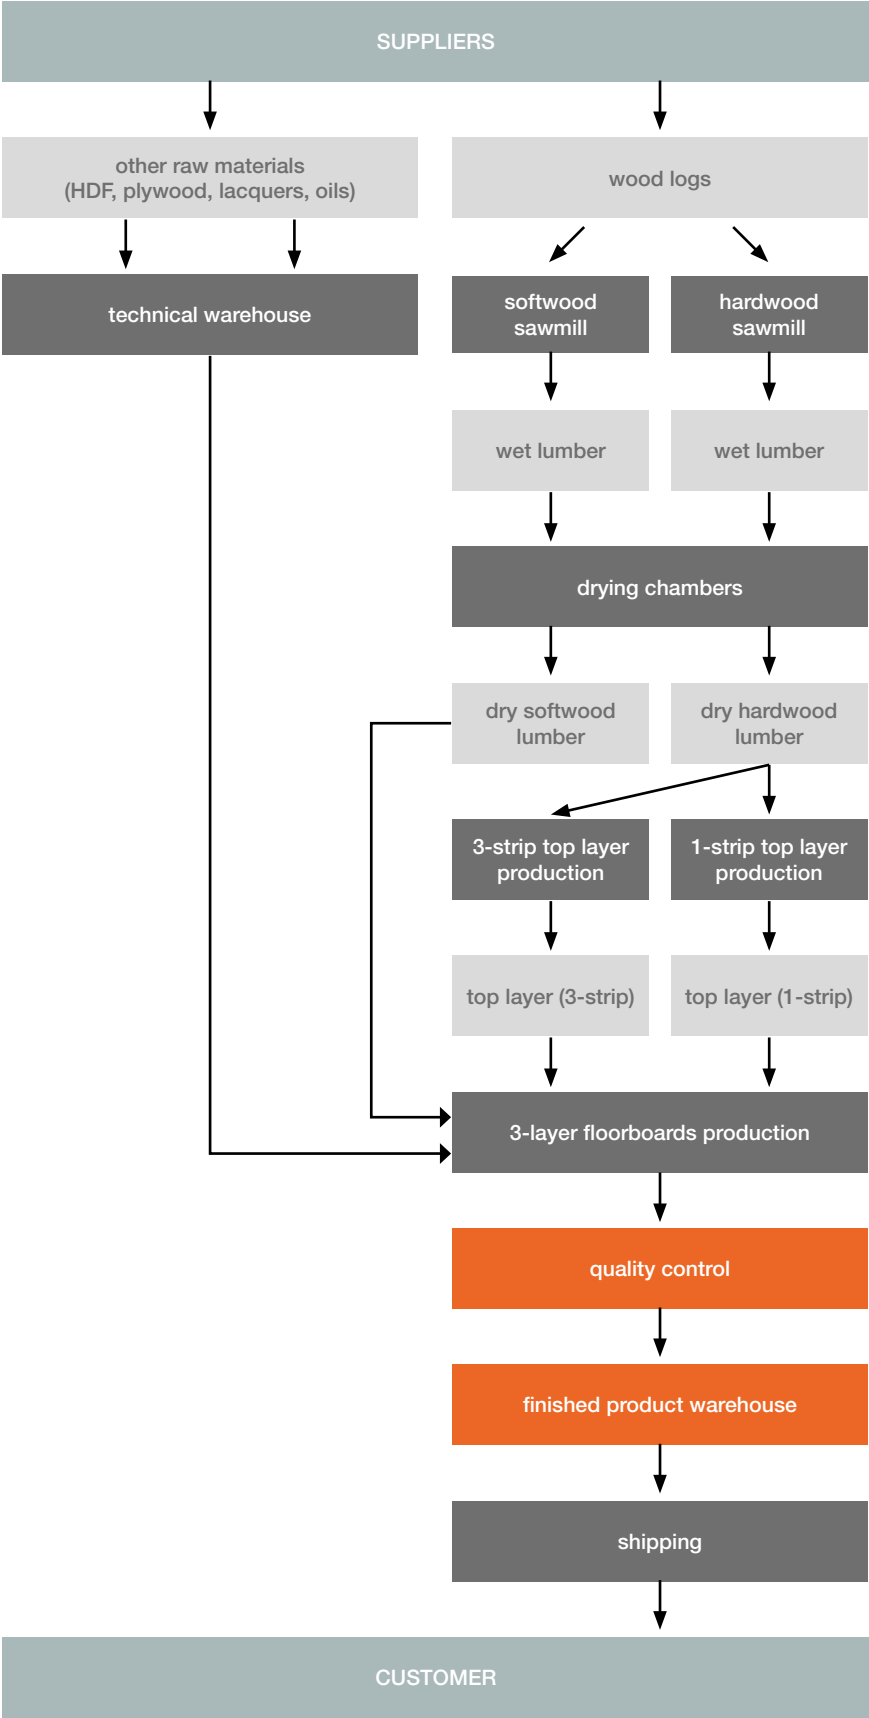 SUPPLIERS
other raw materials
(HDF, plywood, lacquers, oils)
wood logs
technical warehouse
softwood
sawmill
hardwood
sawmill
wet lumber
wet lumber
drying chambers
dry softwood
lumber
dry hardwood
lumber
3-strip top layer
production
1-strip top layer
production
top layer (3-strip)
top layer (1-strip)
3-layer floorboards production
quality control
finished product warehouse
shipping
CUSTOMER